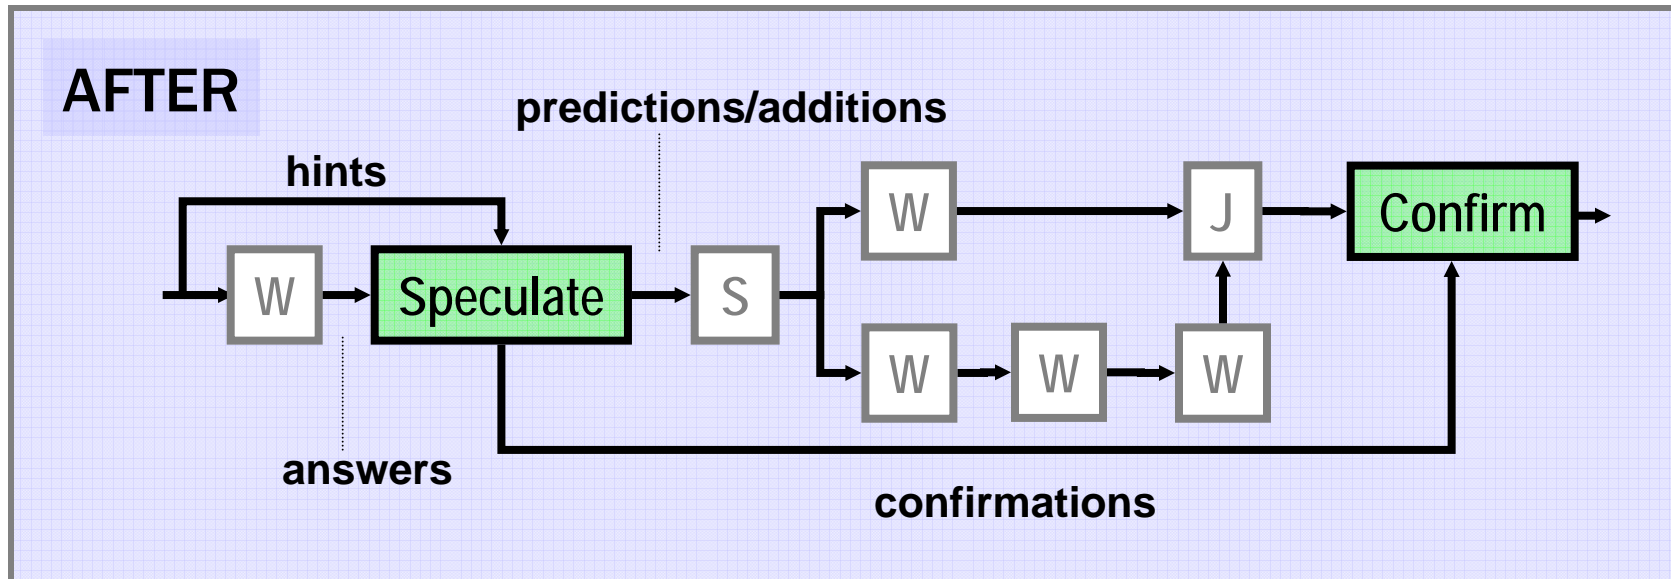 AFTER
predictions/additions
hints
W
J
Confirm
W
Speculate
S
W
W
W
answers
confirmations